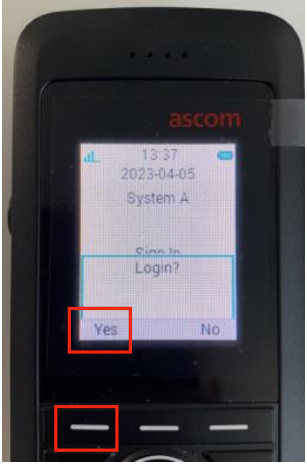 ascom
13:37
2023-04-05
System A
Sign In
Login?
Yes No